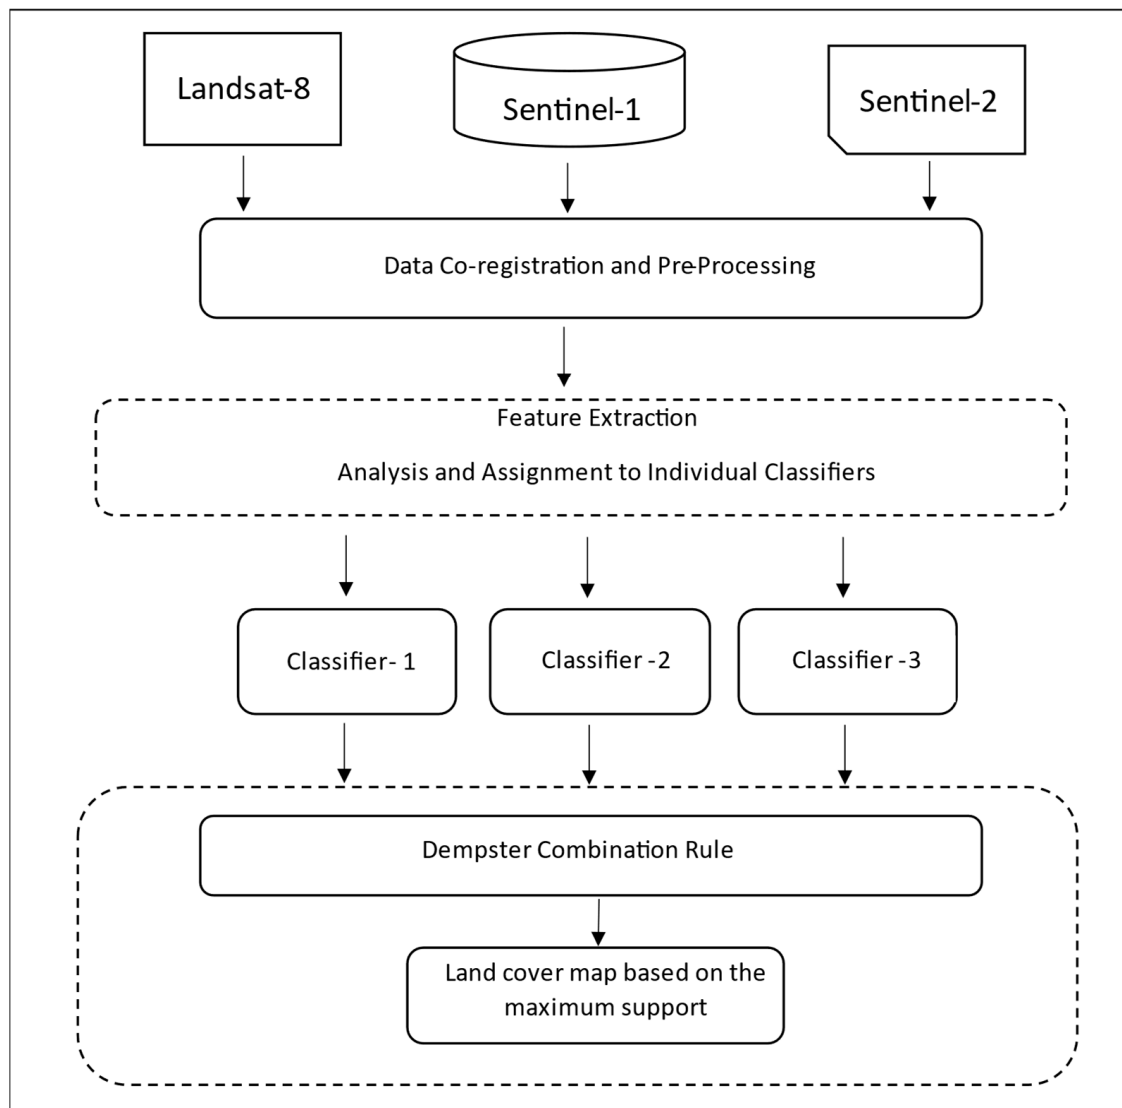 Landsat-8
Sentinel-1
Sentinel-2
Data Co-registration and Pre-Processing
Feature Extraction
Analysis and Assignment to Individual Classifiers
Classifier- 1
Classifier -2
Classifier -3
Dempster Combination Rule
Land cover map based on the
maximum support